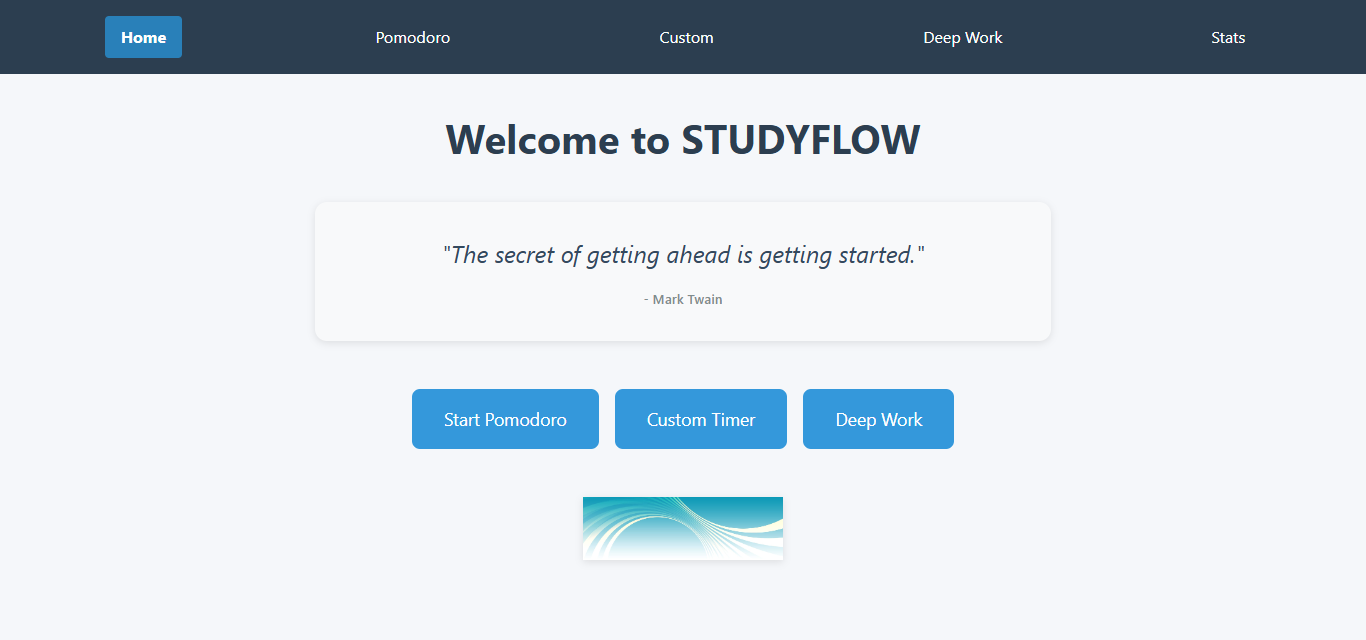 Home Pomodoro Custom Deep Work Stats
Welcome to STUDYFLOW
"The secret of getting ahead is getting started."
- Mark Twain
Start Pomodoro Custom Timer Deep Work